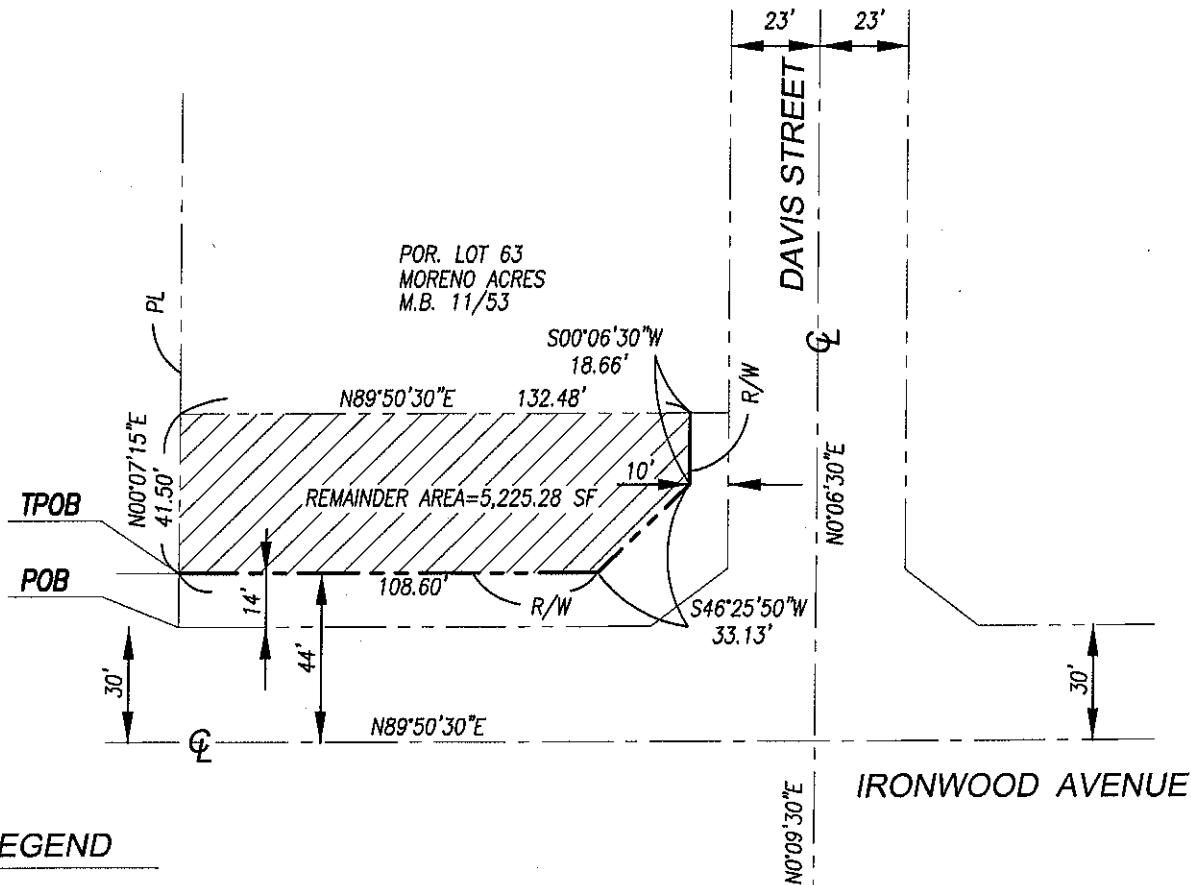 23'
23'
DAVIS STREET
POR. LOT 63
MORENO ACRES
M.B. 11/53
PL
S00°06'30"W
18.66'
R/W
℄
N89°50'30"E
132.48'
N00°07'15"E
41.50'
10'
N0°06'30"E
REMAINDER AREA=5,225.28 SF
TPOB
POB
108.60'
R/W
14'
S46°25'50"W
33.13'
30'
44'
30'
N89°50'30"E
℄
IRONWOOD AVENUE
N0°09'30"E
EGEND